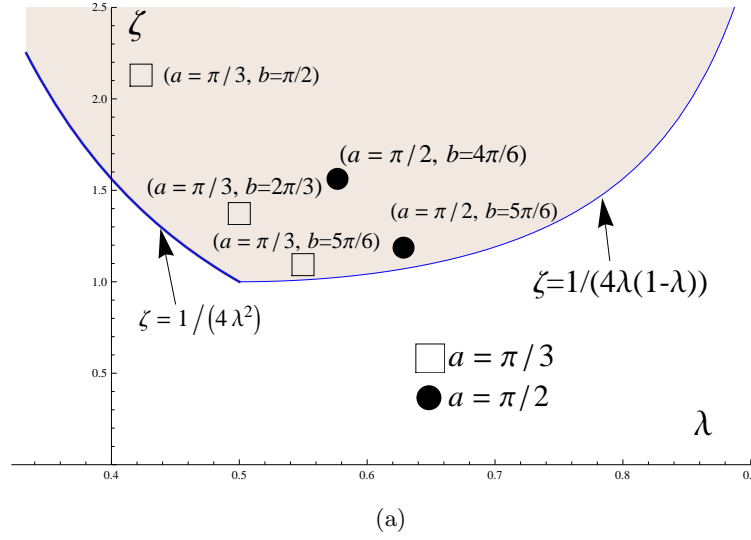 2.5
ζ
(a = π/3, b=π/2)
2.0
(a = π/2, b=4π/6)
1.5
(a = π/3, b=2π/3)
(a = π/2, b=5π/6)
(a = π/3, b=5π/6)
1.0
ζ = 1/(4 λ²)
ζ=1/(4λ(1-λ))
a = π/3
0.5
a = π/2
λ
0.4 0.5 0.6 0.7 0.8
(a)